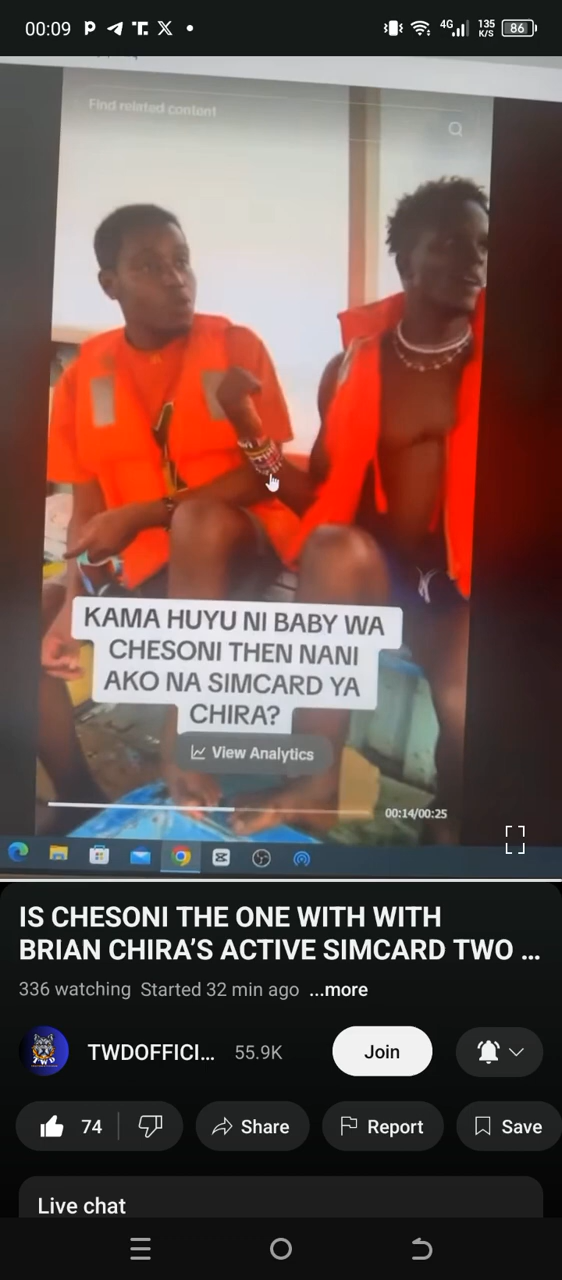 00:09
4G
135
K/S
86
Find related content
KAMA HUYU NI BABY WA
CHESONI THEN NANI
AKO NA SIMCARD YA
CHIRA?
View Analytics
00:14/00:25
IS CHESONI THE ONE WITH WITH
BRIAN CHIRA’S ACTIVE SIMCARD TWO ...
336 watching Started 32 min ago ...more
TWDOFFICI... 55.9K Join
74 Share Report Save
Live chat